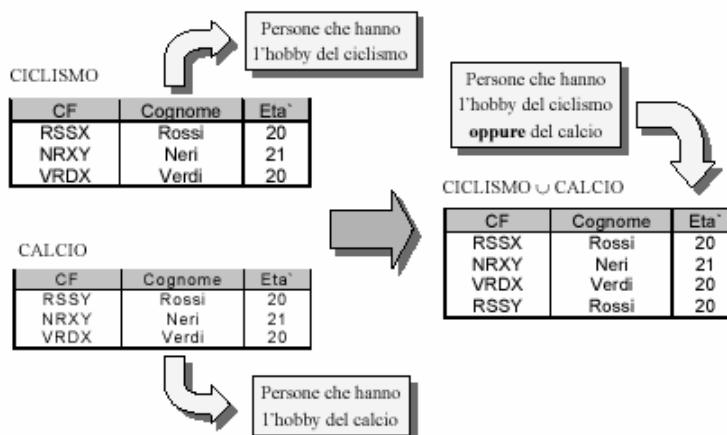 Persone che hanno
l'hobby del ciclismo
CICLISMO
CF Cognome Eta`
RSSX Rossi 20
NRXY Neri 21
VRDX Verdi 20
CALCIO
CF Cognome Eta`
RSSY Rossi 20
NRXY Neri 21
VRDX Verdi 20
Persone che hanno
l'hobby del calcio
Persone che hanno
l'hobby del ciclismo
oppure del calcio
CICLISMO ∪ CALCIO
CF Cognome Eta`
RSSX Rossi 20
NRXY Neri 21
VRDX Verdi 20
RSSY Rossi 20